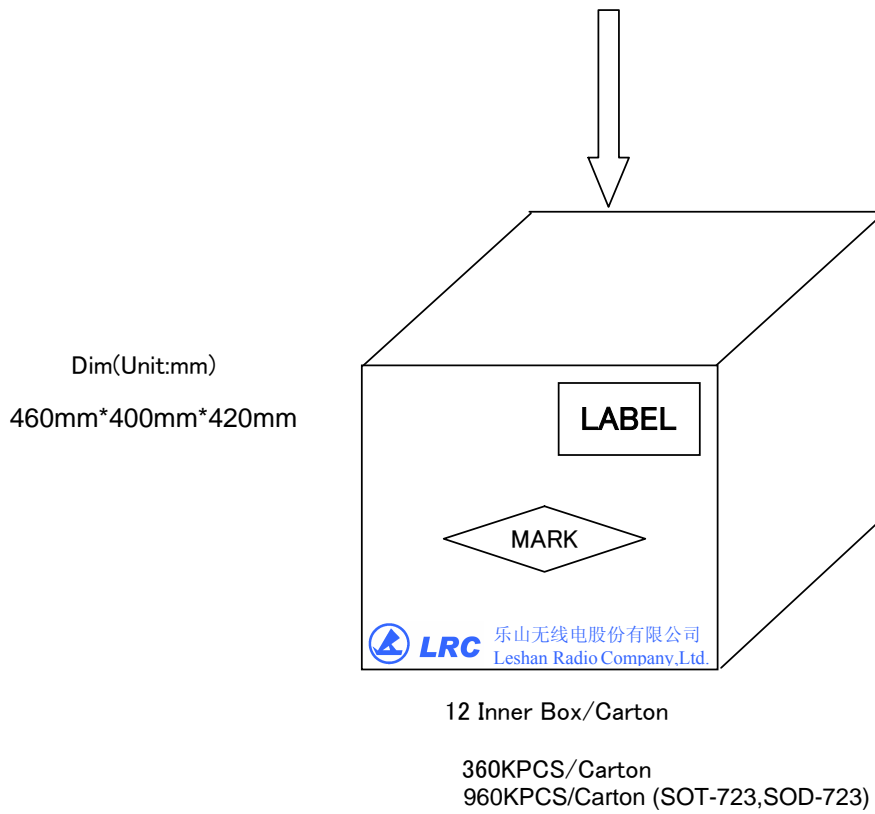 Dim(Unit:mm)
460mm*400mm*420mm
LABEL
MARK
LRC
乐山无线电股份有限公司
Leshan Radio Company,Ltd.
12 Inner Box/Carton
360KPCS/Carton
960KPCS/Carton (SOT-723,SOD-723)